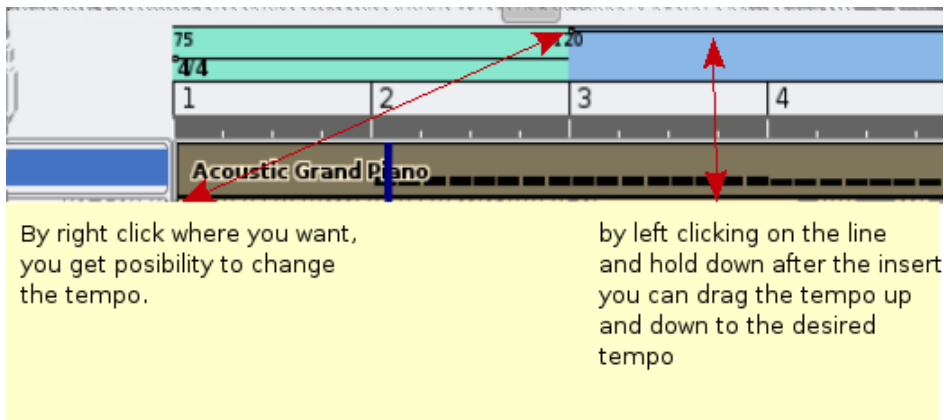 75 120
4/4
1 2 3 4
Acoustic Grand Piano
By right click where you want,
you get posibility to change
the tempo.
by left clicking on the line
and hold down after the insert
you can drag the tempo up
and down to the desired
tempo